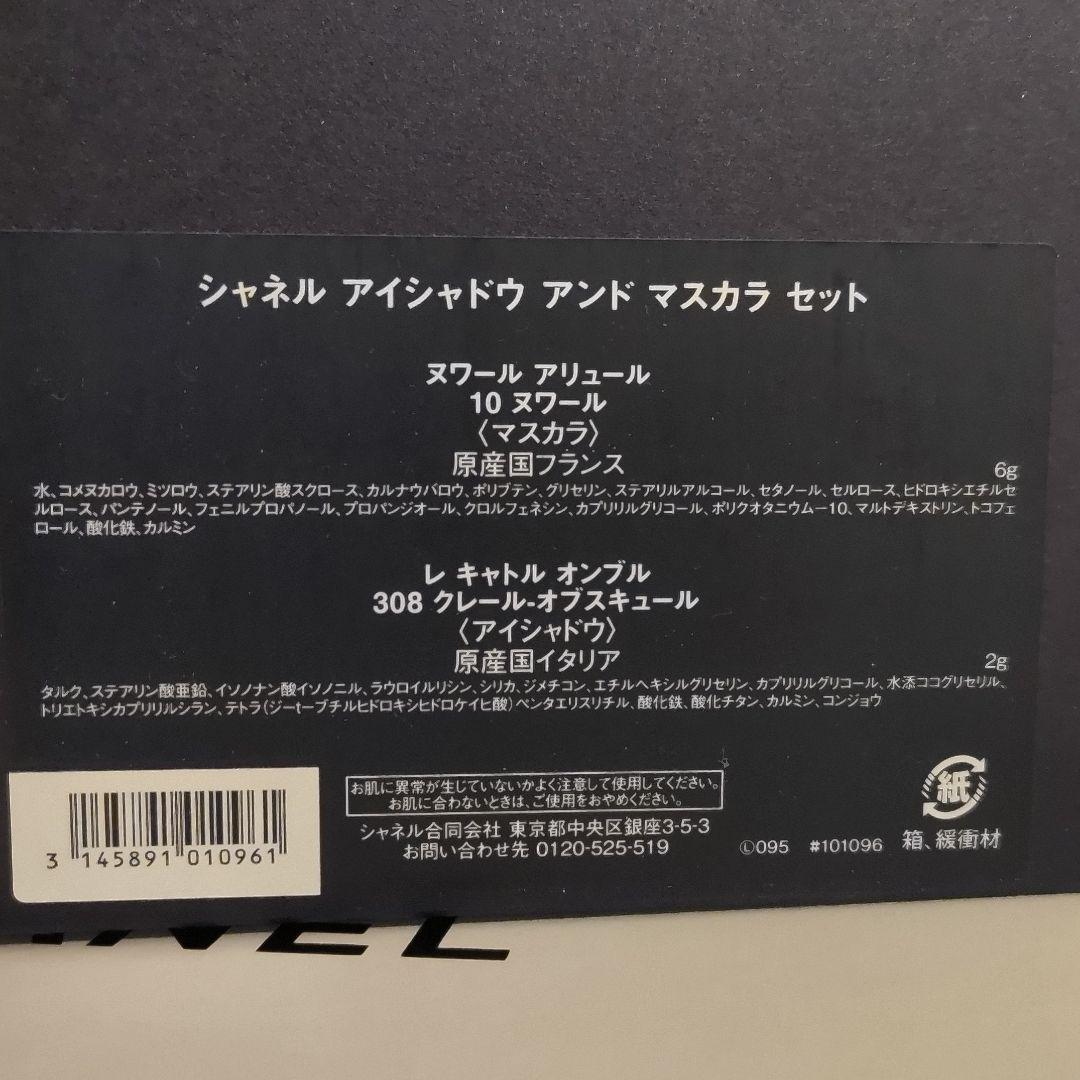 シャネル アイシャドウ アンド マスカラ セット
ヌワール アリュール
10 ヌワール
〈マスカラ〉
原産国フランス
6g
水、コメヌカロウ、ミツロウ、ステアリン酸スクロース、カルナウバロウ、ポリブテン、グリセリン、ステアリルアルコール、セタノール、セルロース、ヒドロキシエチルセ
ルロース、パンテノール、フェニルプロパノール、プロパンジオール、クロルフェネシン、カプリリルグリコール、ポリクオタニウム－10、マルトデキストリン、トコフェ
ロール、酸化鉄、カルミン
レ キャトル オンブル
308 クレール-オブスキュール
〈アイシャドウ〉
原産国イタリア
2g
タルク、ステアリン酸亜鉛、イソノナン酸イソノニル、ラウロイルリシン、シリカ、ジメチコン、エチルヘキシルグリセリン、カプリリルグリコール、水添ココグリセリル、
トリエトキシカプリリルシラン、テトラ(ジーtーブチルヒドロキシヒドロケイヒ酸)ペンタエリスリチル、酸化鉄、酸化チタン、カルミン、コンジョウ
お肌に異常が生じていないかよく注意して使用してください。
お肌に合わないときは、ご使用をおやめください。
シャネル合同会社 東京都中央区銀座3-5-3
お問い合わせ先 0120-525-519
Ⓛ095 #101096
紙
箱、緩衝材
3 145891 010961